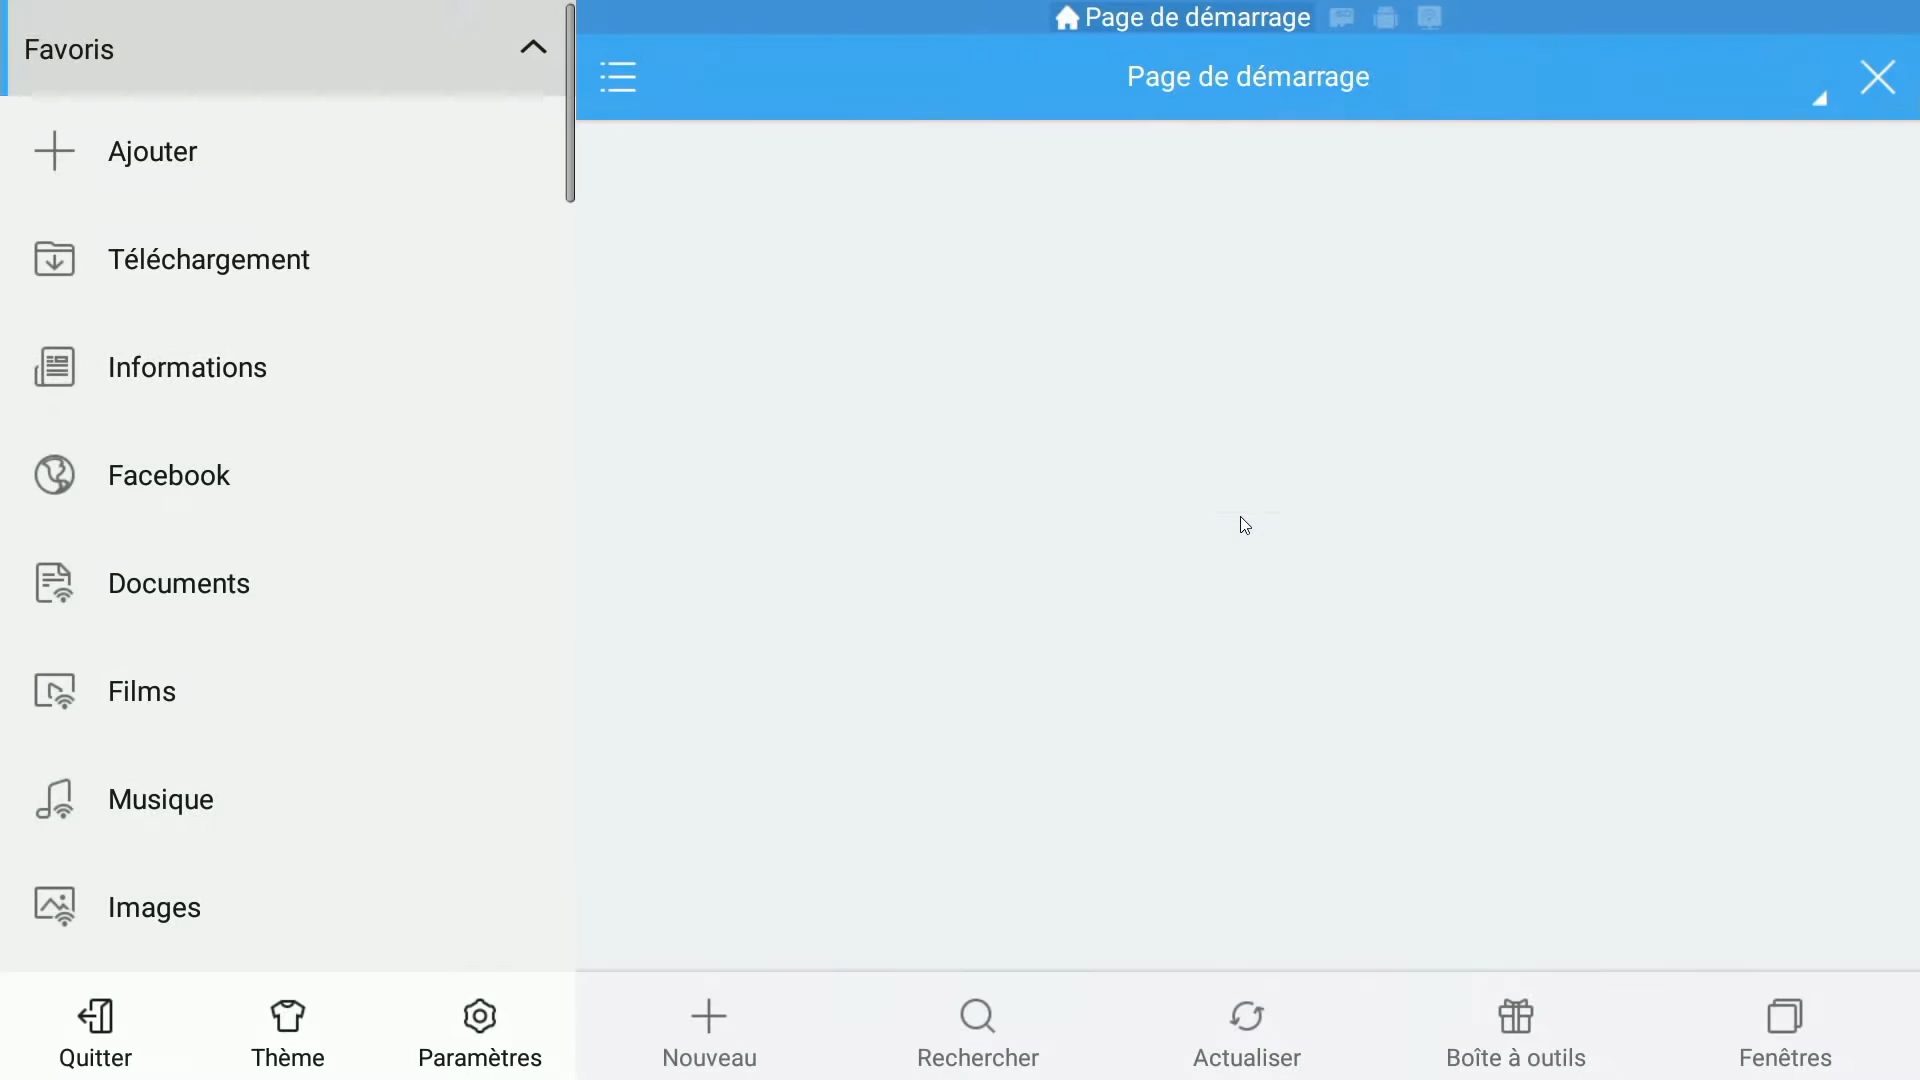 Favoris
Ajouter
Téléchargement
Informations
Facebook
Documents
Films
Musique
Images
Quitter
Thème
Paramètres
Page de démarrage
Page de démarrage
Nouveau
Rechercher
Actualiser
Boîte à outils
Fenêtres